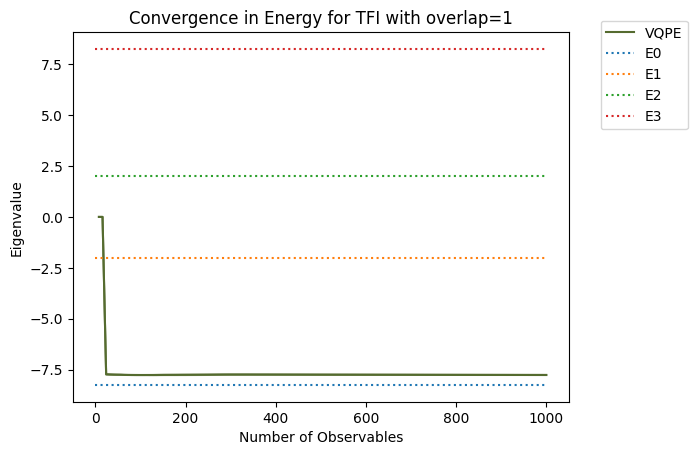 Convergence in Energy for TFI with overlap=1
VQPE
E0
E1
E2
E3
Eigenvalue
7.5
5.0
2.5
0.0
−2.5
−5.0
−7.5
0
200
400
600
800
1000
Number of Observables